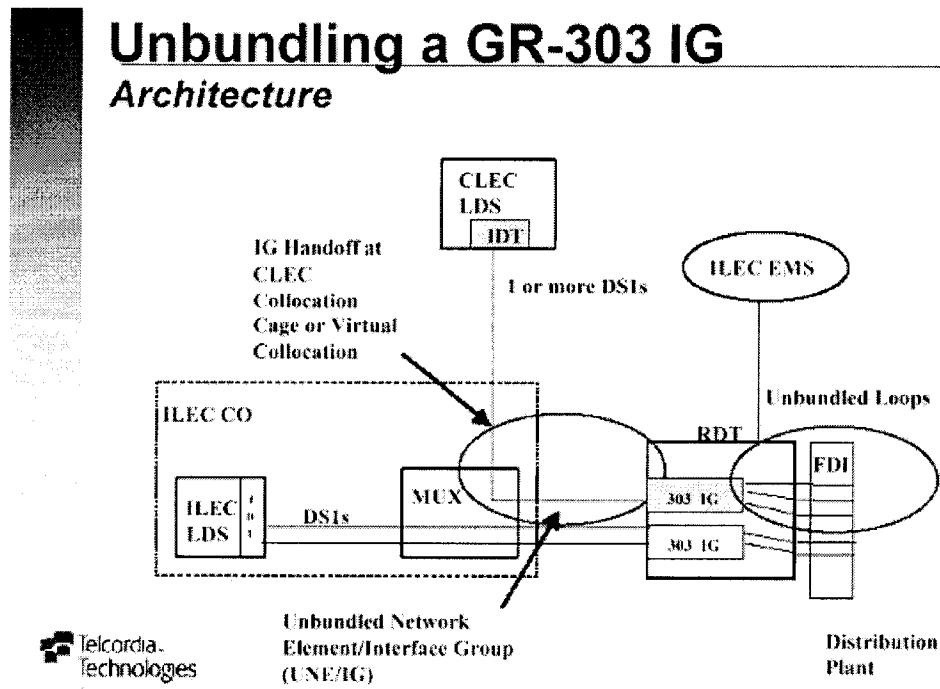 Unbundling a GR-303 IG
Architecture
CLEC
LDS
IDT
IG Handoff at
CLEC
Collocation
Cage or Virtual
Collocation
1 or more DS1s
ILEC EMS
Unbundled Loops
ILEC CO
RDT
FDI
MUX
303 IG
ILEC
LDS
DS1s
303 IG
Unbundled Network
Element/Interface Group
(UNE/IG)
Distribution
Plant
Telcordia
Technologies